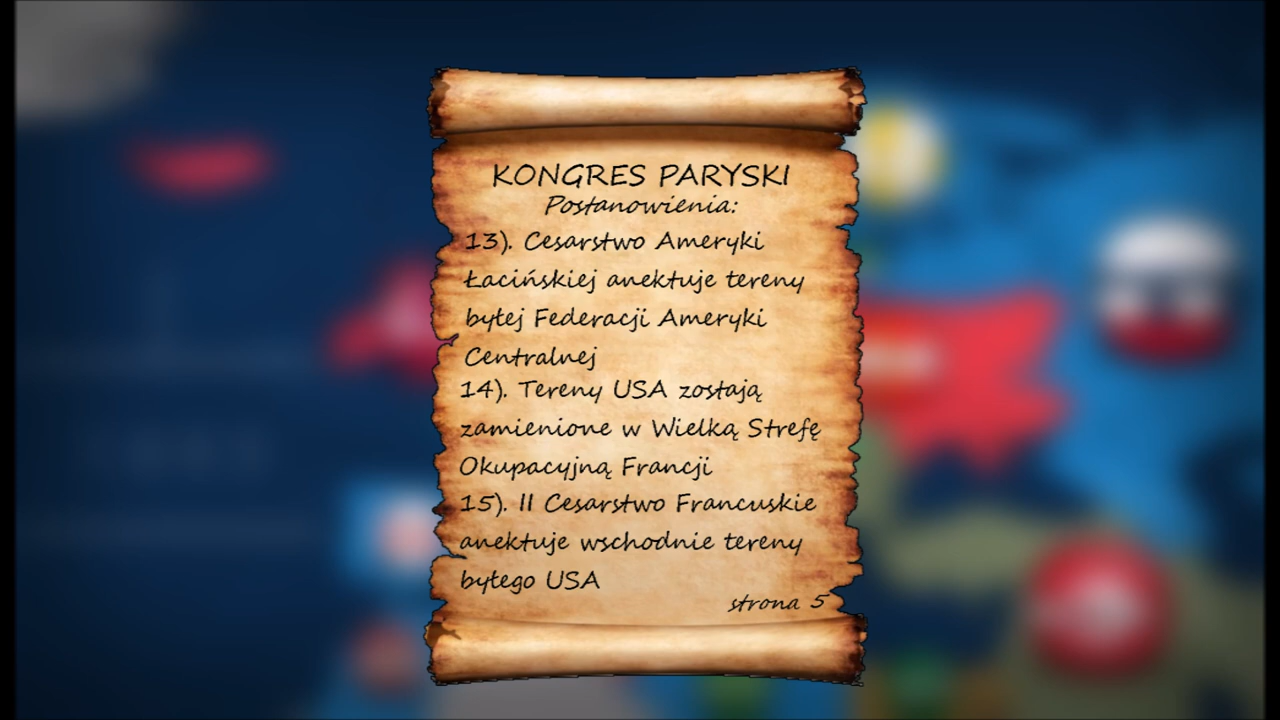 KONGRES PARYSKI
Postanowienia:
13). Cesarstwo Ameryki
Łacińskiej anektuje tereny
byłej Federacji Ameryki
Centralnej
14). Tereny USA zostają
zamienione w Wielką Strefę
Okupacyjną Francji
15). II Cesarstwo Francuskie
anektuje wschodnie tereny
byłego USA
strona 5